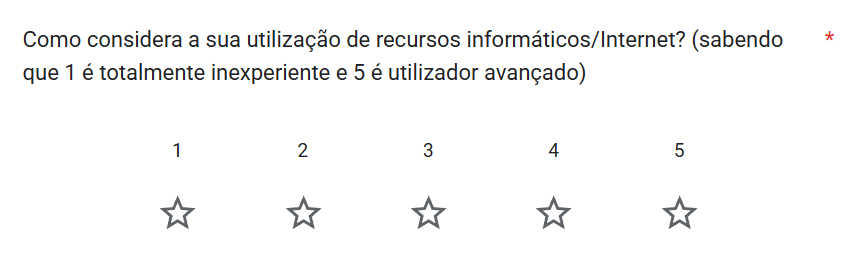 Como considera a sua utilização de recursos informáticos/Internet? (sabendo *
que 1 é totalmente inexperiente e 5 é utilizador avançado)
1 2 3 4 5